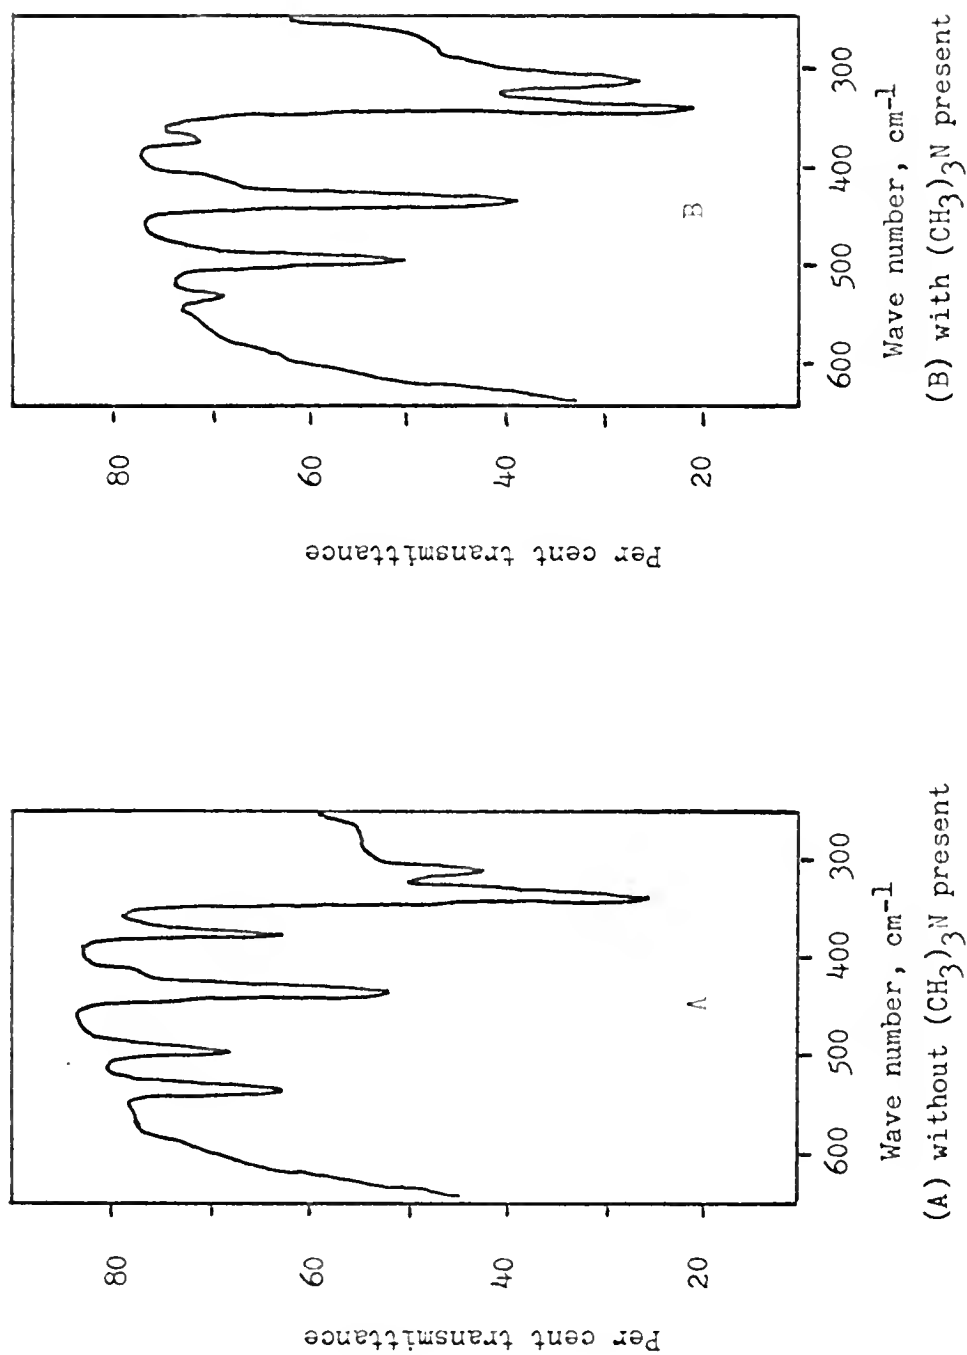 Per cent transmittance
80
60
40
20
A
600
500
400
300
Wave number, cm-1
(A) without (CH3)3N present
Per cent transmittance
80
60
40
20
B
600
500
400
300
Wave number, cm-1
(B) with (CH3)3N present